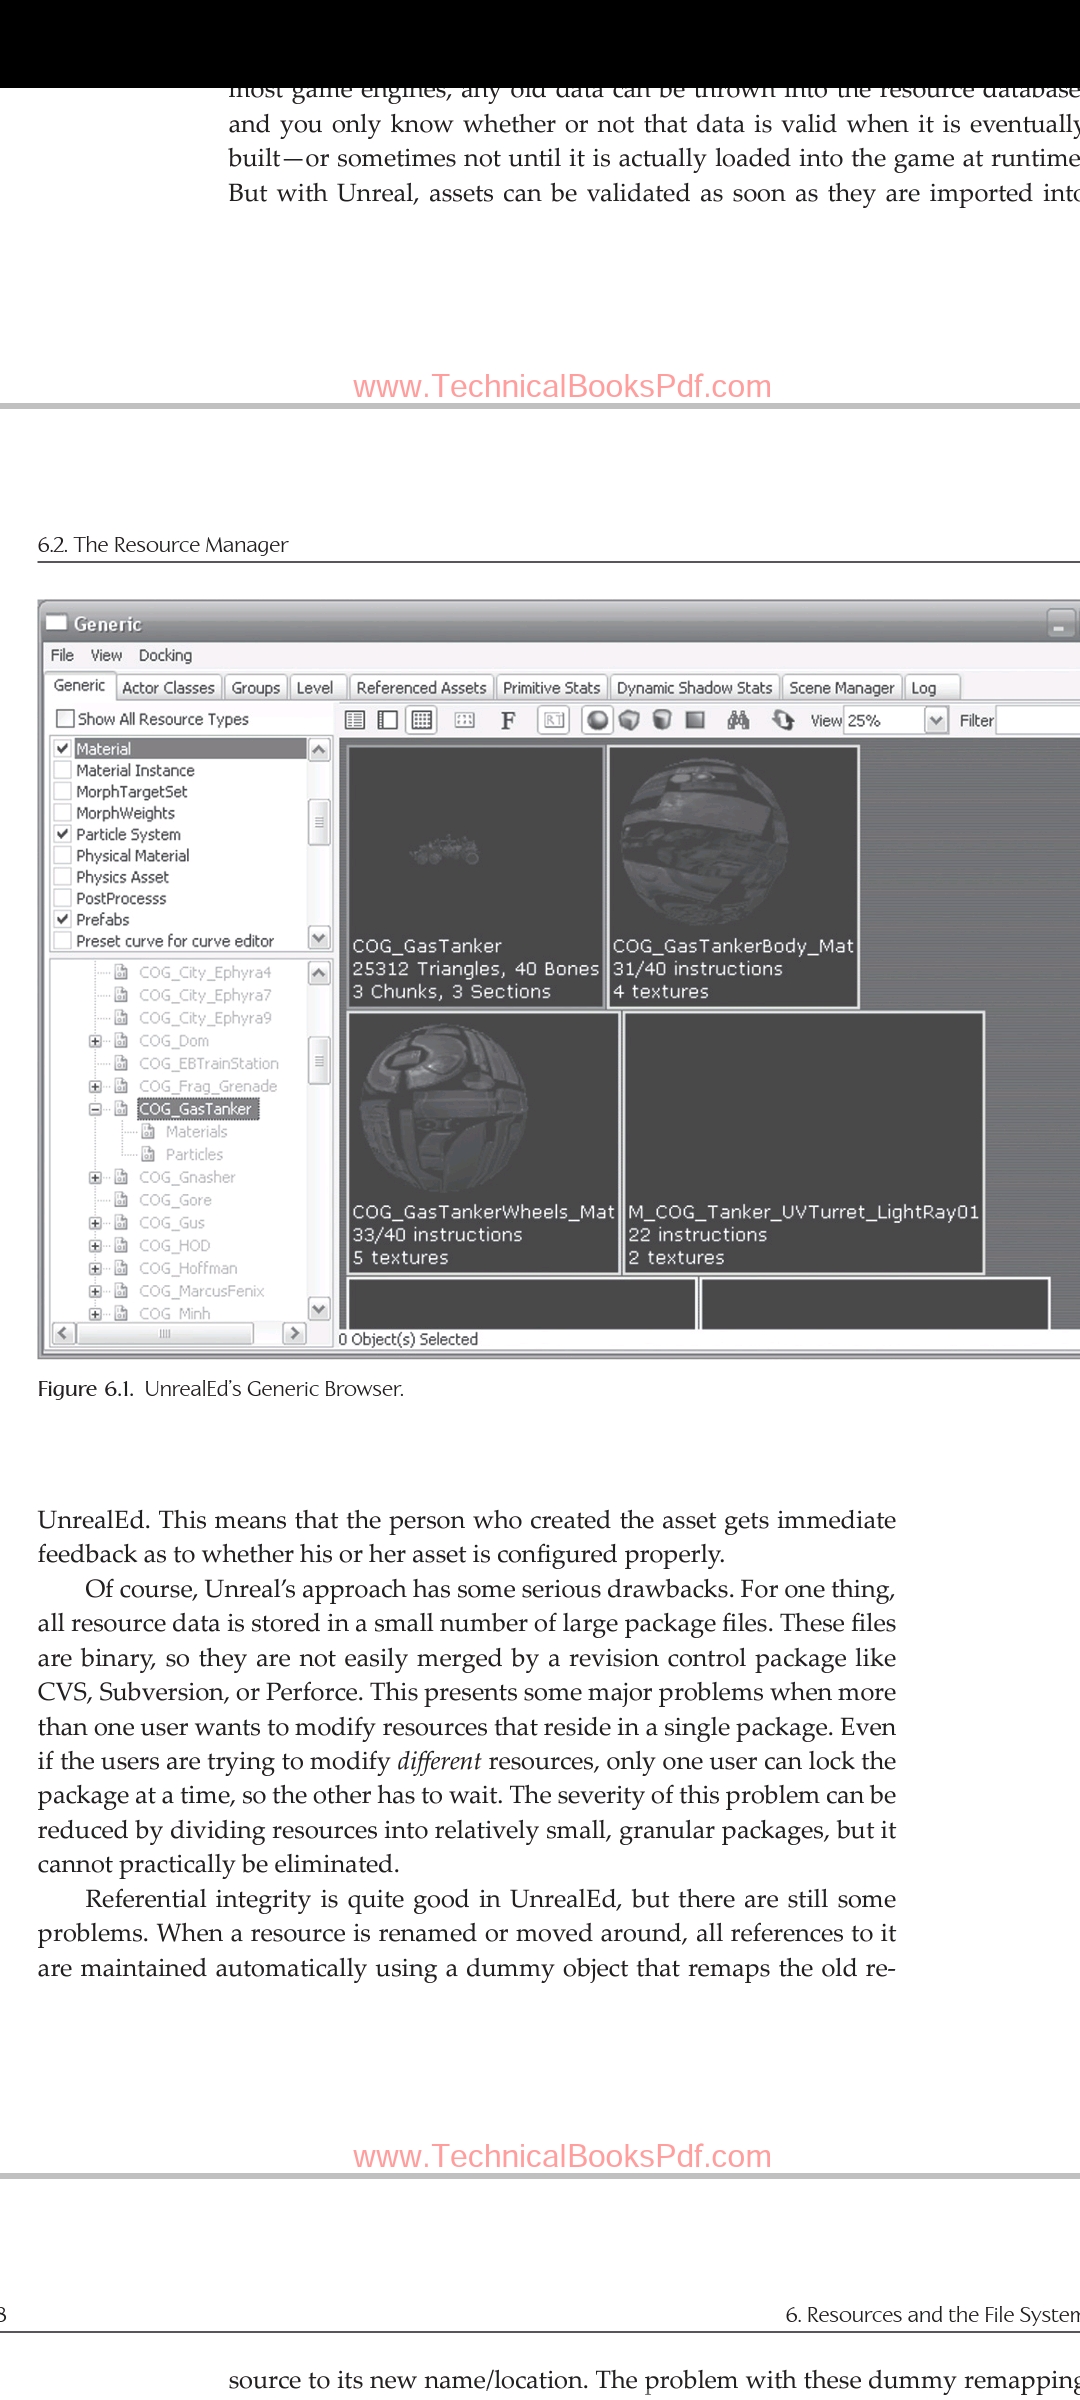 most game engines, any old data can be thrown into the resource database
and you only know whether or not that data is valid when it is eventually
built—or sometimes not until it is actually loaded into the game at runtime
But with Unreal, assets can be validated as soon as they are imported into
www.TechnicalBooksPdf.com
6.2. The Resource Manager
Generic
File View Docking
Generic Actor Classes Groups Level Referenced Assets Primitive Stats Dynamic Shadow Stats Scene Manager Log
Show All Resource Types
F RT View 25% Filter
Material
Material Instance
MorphTargetSet
MorphWeights
Particle System
Physical Material
Physics Asset
PostProcesss
Prefabs
Preset curve for curve editor
COG_City_Ephyra4
COG_City_Ephyra7
COG_City_Ephyra9
COG_Dom
COG_EBTrainStation
COG_Frag_Grenade
COG_GasTanker
Materials
Particles
COG_Gnasher
COG_Gore
COG_Gus
COG_HOD
COG_Hoffman
COG_MarcusFenix
COG_Minh
COG_GasTanker
25312 Triangles, 40 Bones
3 Chunks, 3 Sections
COG_GasTankerBody_Mat
31/40 instructions
4 textures
COG_GasTankerWheels_Mat
33/40 instructions
5 textures
M_COG_Tanker_UVTurret_LightRay01
22 instructions
2 textures
0 Object(s) Selected
Figure 6.1. UnrealEd's Generic Browser.
UnrealEd. This means that the person who created the asset gets immediate
feedback as to whether his or her asset is configured properly.
Of course, Unreal's approach has some serious drawbacks. For one thing,
all resource data is stored in a small number of large package files. These files
are binary, so they are not easily merged by a revision control package like
CVS, Subversion, or Perforce. This presents some major problems when more
than one user wants to modify resources that reside in a single package. Even
if the users are trying to modify different resources, only one user can lock the
package at a time, so the other has to wait. The severity of this problem can be
reduced by dividing resources into relatively small, granular packages, but it
cannot practically be eliminated.
Referential integrity is quite good in UnrealEd, but there are still some
problems. When a resource is renamed or moved around, all references to it
are maintained automatically using a dummy object that remaps the old re-
www.TechnicalBooksPdf.com
8
6. Resources and the File System
source to its new name/location. The problem with these dummy remapping